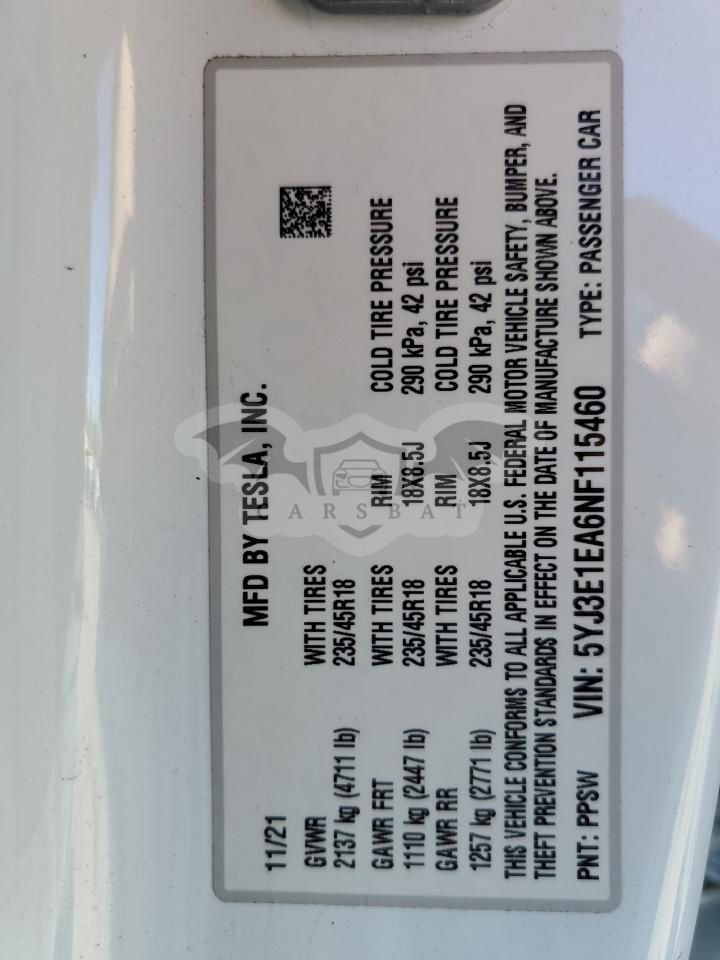 MFD BY TESLA, INC.
11/21
GVWR WITH TIRES
2137 kg (4711 lb) 235/45R18
GAWR FRT WITH TIRES RIM COLD TIRE PRESSURE
1110 kg (2447 lb) 235/45R18 18X8.5J 290 kPa, 42 psi
GAWR RR WITH TIRES RIM COLD TIRE PRESSURE
1257 kg (2771 lb) 235/45R18 18X8.5J 290 kPa, 42 psi
THIS VEHICLE CONFORMS TO ALL APPLICABLE U.S. FEDERAL MOTOR VEHICLE SAFETY, BUMPER, AND
THEFT PREVENTION STANDARDS IN EFFECT ON THE DATE OF MANUFACTURE SHOWN ABOVE.
PNT: PPSW VIN: 5YJ3E1EA6NF115460 TYPE: PASSENGER CAR
CARSBAT